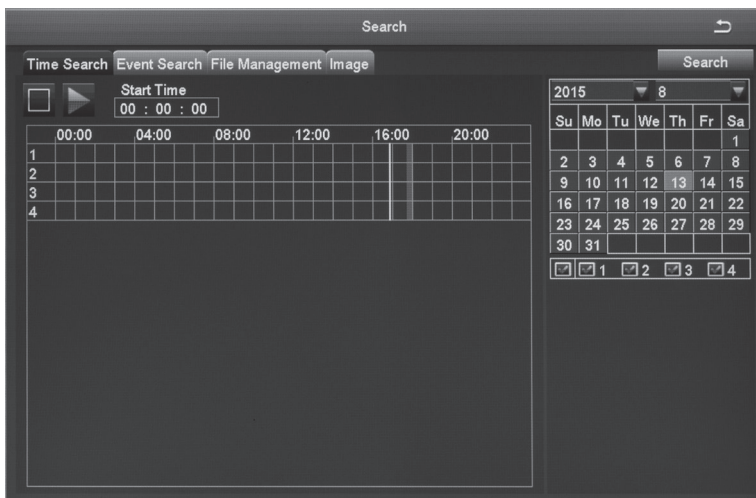 Search
Time Search Event Search File Management Image
Search
Start Time
00 : 00 : 00
00:00 04:00 08:00 12:00 16:00 20:00
1
2
3
4
2015 8
Su Mo Tu We Th Fr Sa
1
2 3 4 5 6 7 8
9 10 11 12 13 14 15
16 17 18 19 20 21 22
23 24 25 26 27 28 29
30 31
1 2 3 4